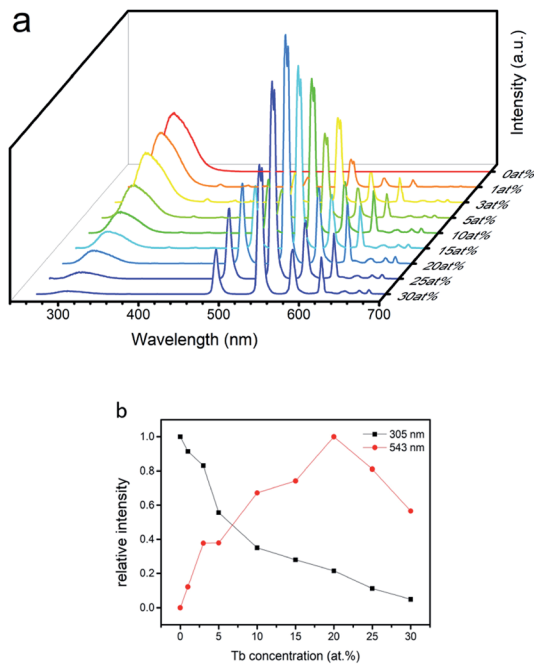 a
Intensity (a.u.)
0at%
1at%
3at%
5at%
10at%
15at%
20at%
25at%
30at%
300 400 500 600 700
Wavelength (nm)
b
1.0
0.8
0.6
0.4
0.2
0.0
relative intensity
305 nm
543 nm
0 5 10 15 20 25 30
Tb concentration (at.%)